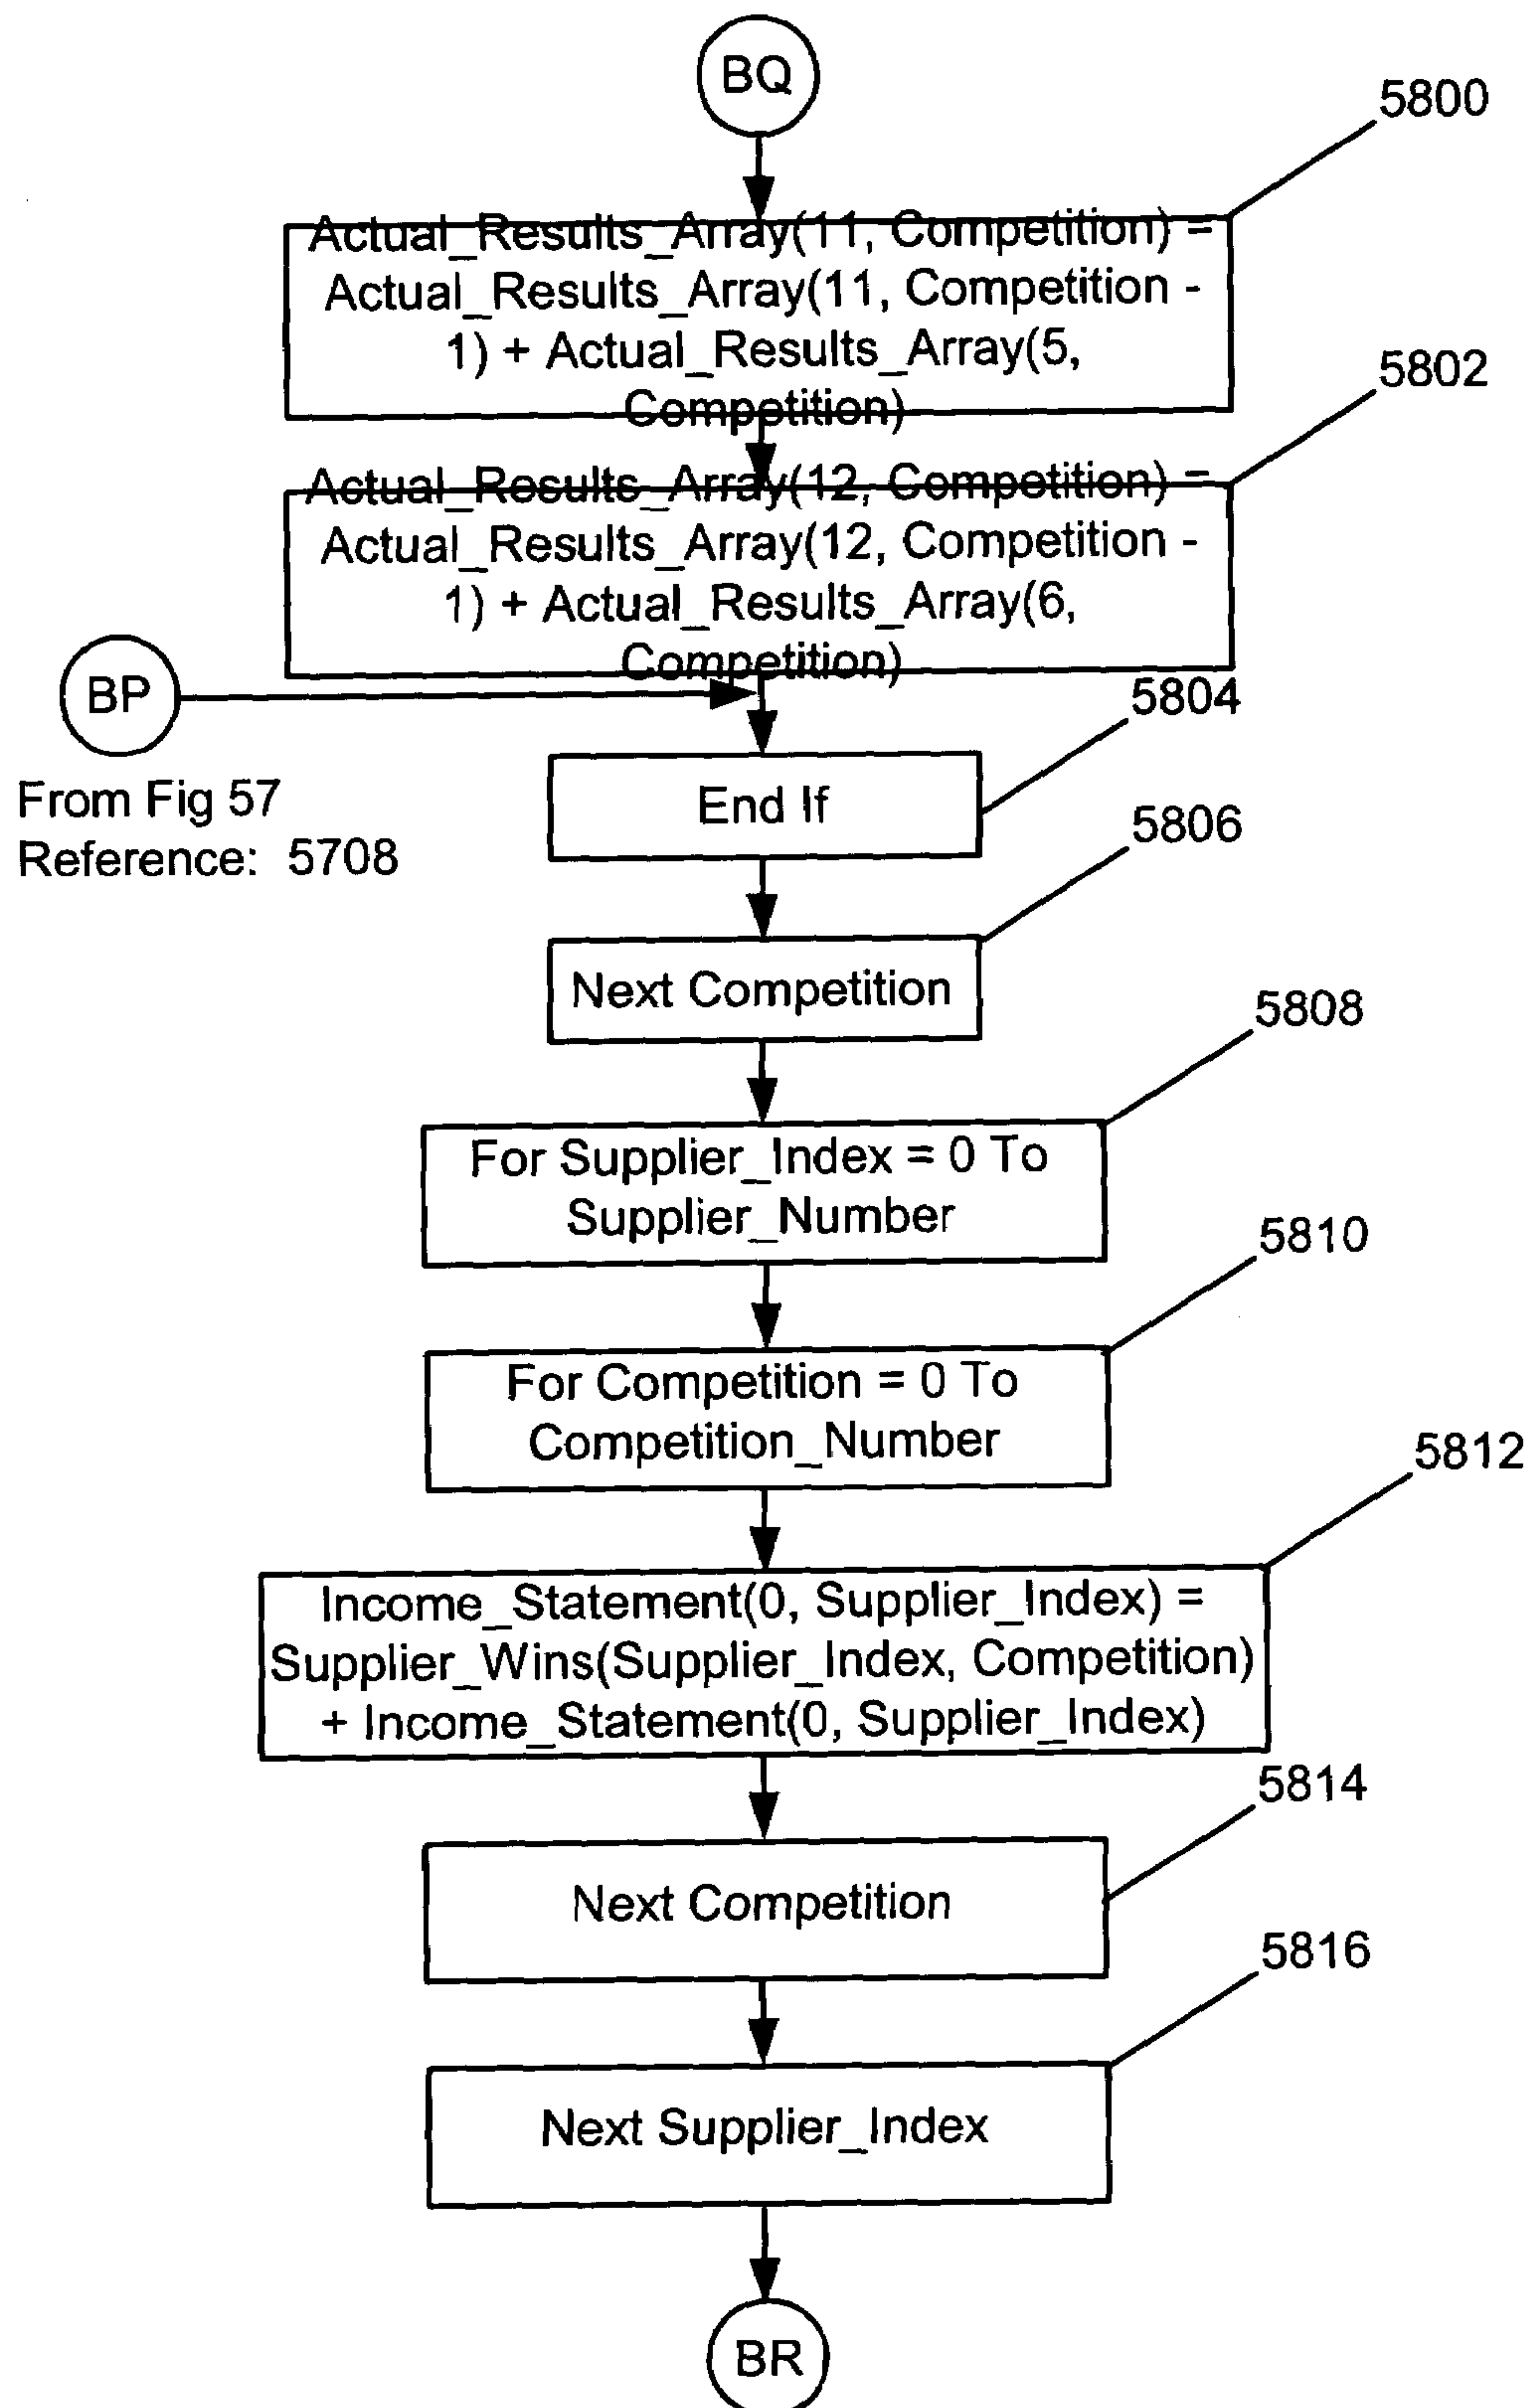 BQ
5800
Actual_Results_Array(11, Competition) =
Actual_Results_Array(11, Competition -
1) + Actual_Results_Array(5,
Competition)
5802
Actual_Results_Array(12, Competition) =
Actual_Results_Array(12, Competition -
1) + Actual_Results_Array(6,
Competition)
BP
From Fig 57
Reference: 5708
5804
End If
5806
Next Competition
5808
For Supplier_Index = 0 To
Supplier_Number
5810
For Competition = 0 To
Competition_Number
5812
Income_Statement(0, Supplier_Index) =
Supplier_Wins(Supplier_Index, Competition)
+ Income_Statement(0, Supplier_Index)
5814
Next Competition
5816
Next Supplier_Index
BR